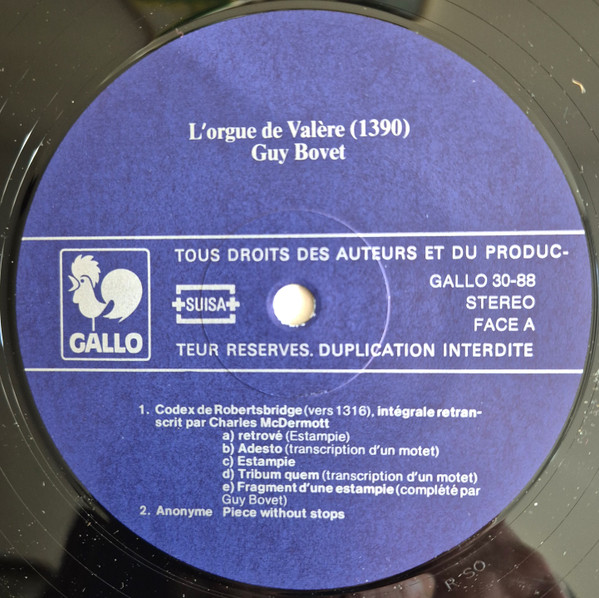 L'orgue de Valère (1390)
Guy Bovet
TOUS DROITS DES AUTEURS ET DU PRODUC-
GALLO 30-88
+SUISA+
STEREO
FACE A
GALLO
TEUR RESERVES. DUPLICATION INTERDITE
1. Codex de Robertsbridge (vers 1316), intégrale retran-
scrit par Charles McDermott
a) retrové (Estampie)
b) Adesto (transcription d'un motet)
c) Estampie
d) Tribum quem (transcription d'un motet)
e) Fragment d'une estampie (complété par
Guy Bovet)
2. Anonyme Piece without stops
R-SO